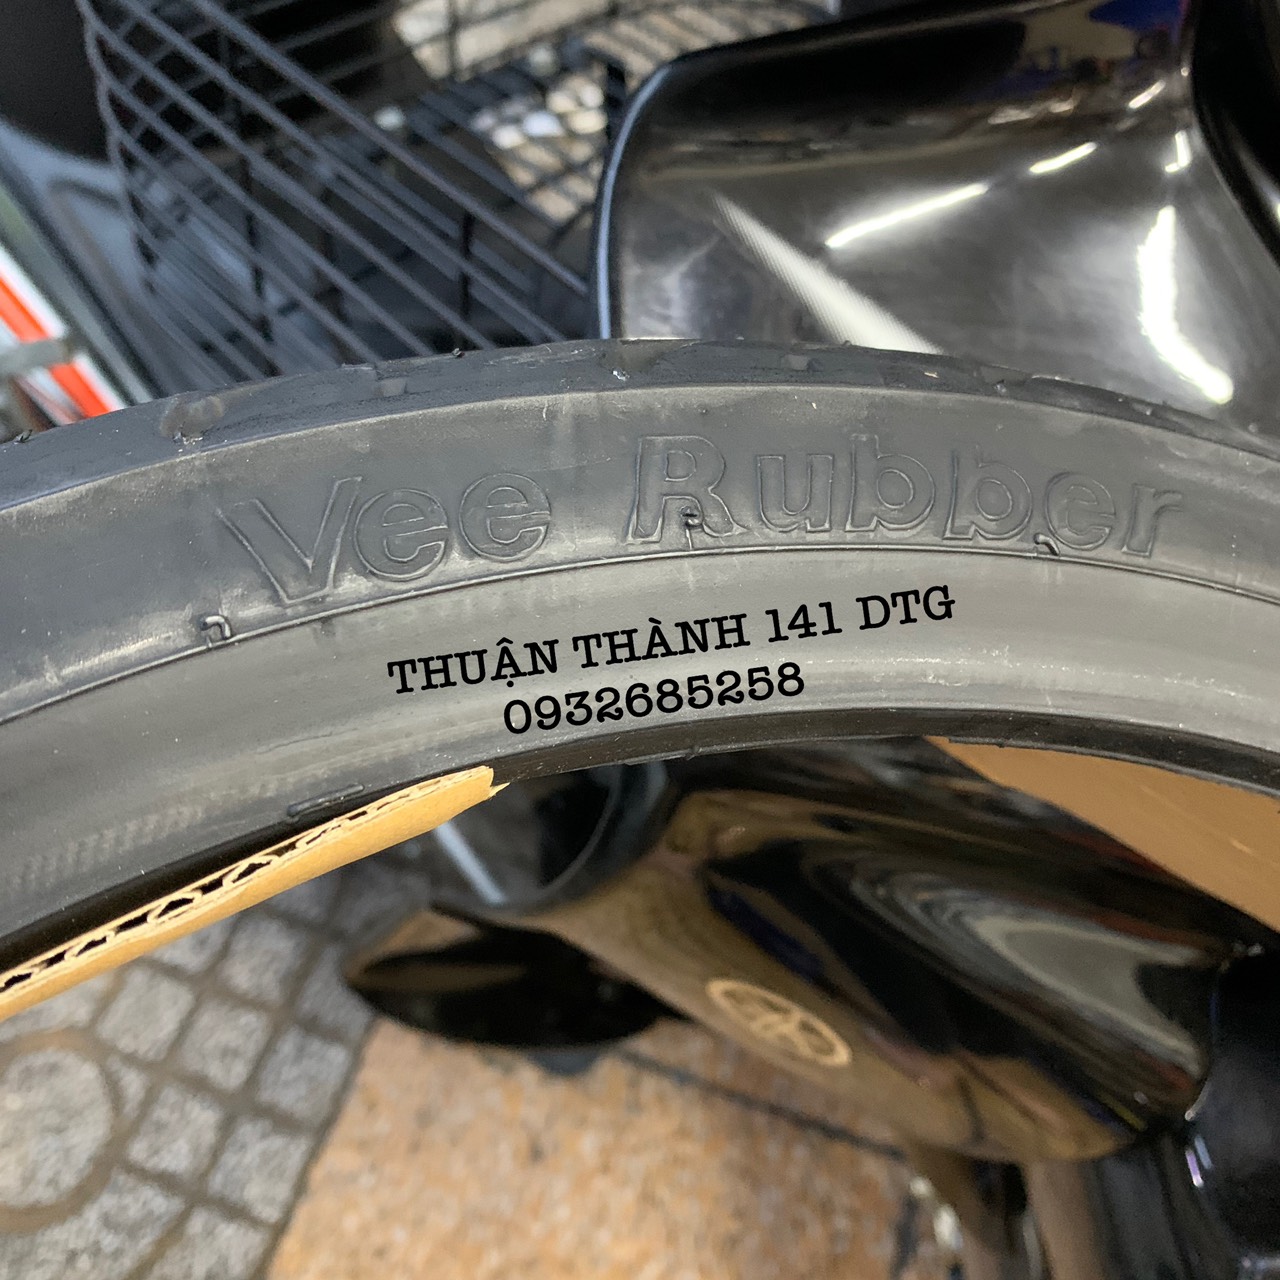 Vee Rubber
THUẬN THÀNH 141 DTG
0932685258